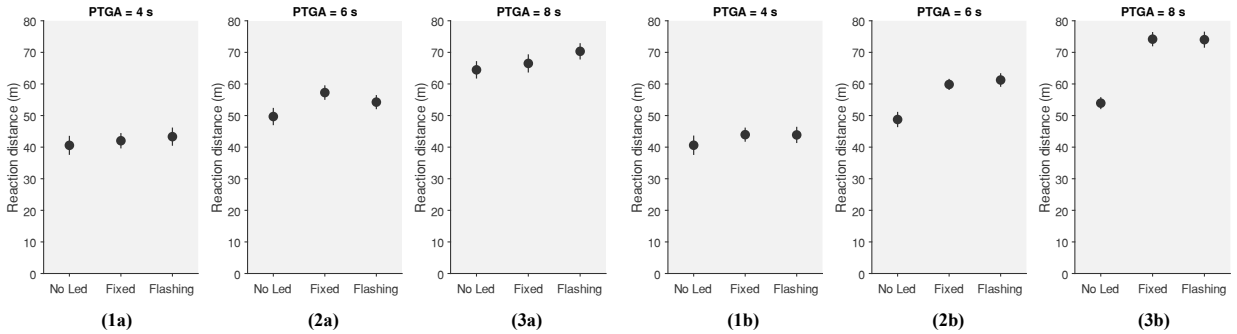 PTGA = 4 s
Reaction distance (m)
80
70
60
50
40
30
20
10
0
No Led Fixed Flashing
(1a)
PTGA = 6 s
Reaction distance (m)
80
70
60
50
40
30
20
10
0
No Led Fixed Flashing
(2a)
PTGA = 8 s
Reaction distance (m)
80
70
60
50
40
30
20
10
0
No Led Fixed Flashing
(3a)
PTGA = 4 s
Reaction distance (m)
80
70
60
50
40
30
20
10
0
No Led Fixed Flashing
(1b)
PTGA = 6 s
Reaction distance (m)
80
70
60
50
40
30
20
10
0
No Led Fixed Flashing
(2b)
PTGA = 8 s
Reaction distance (m)
80
70
60
50
40
30
20
10
0
No Led Fixed Flashing
(3b)